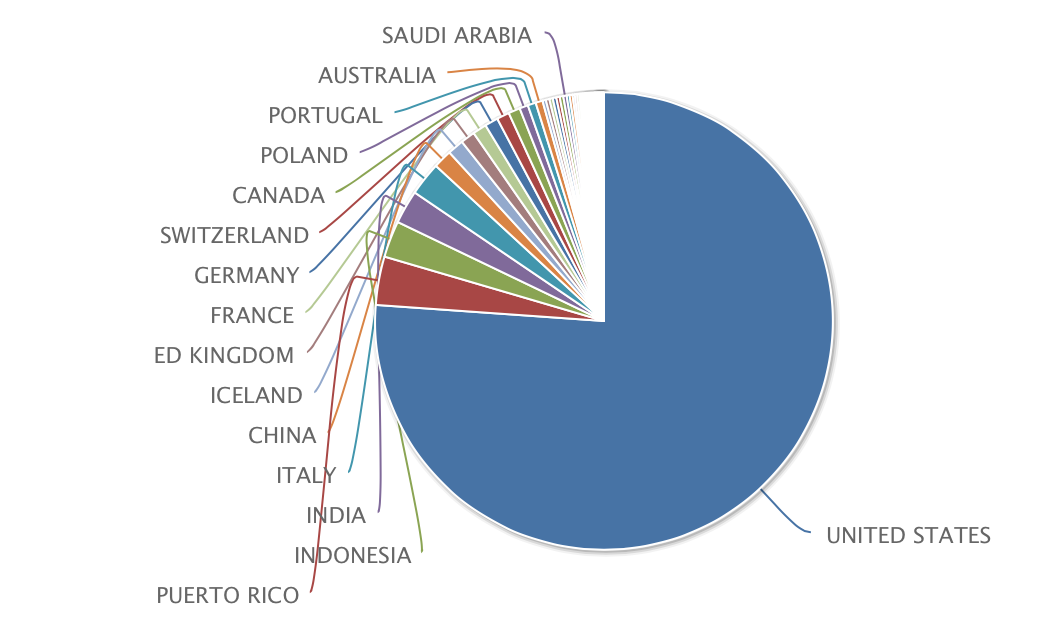 SAUDI ARABIA
AUSTRALIA
PORTUGAL
POLAND
CANADA
SWITZERLAND
GERMANY
FRANCE
ED KINGDOM
ICELAND
CHINA
ITALY
INDIA
UNITED STATES
INDONESIA
PUERTO RICO